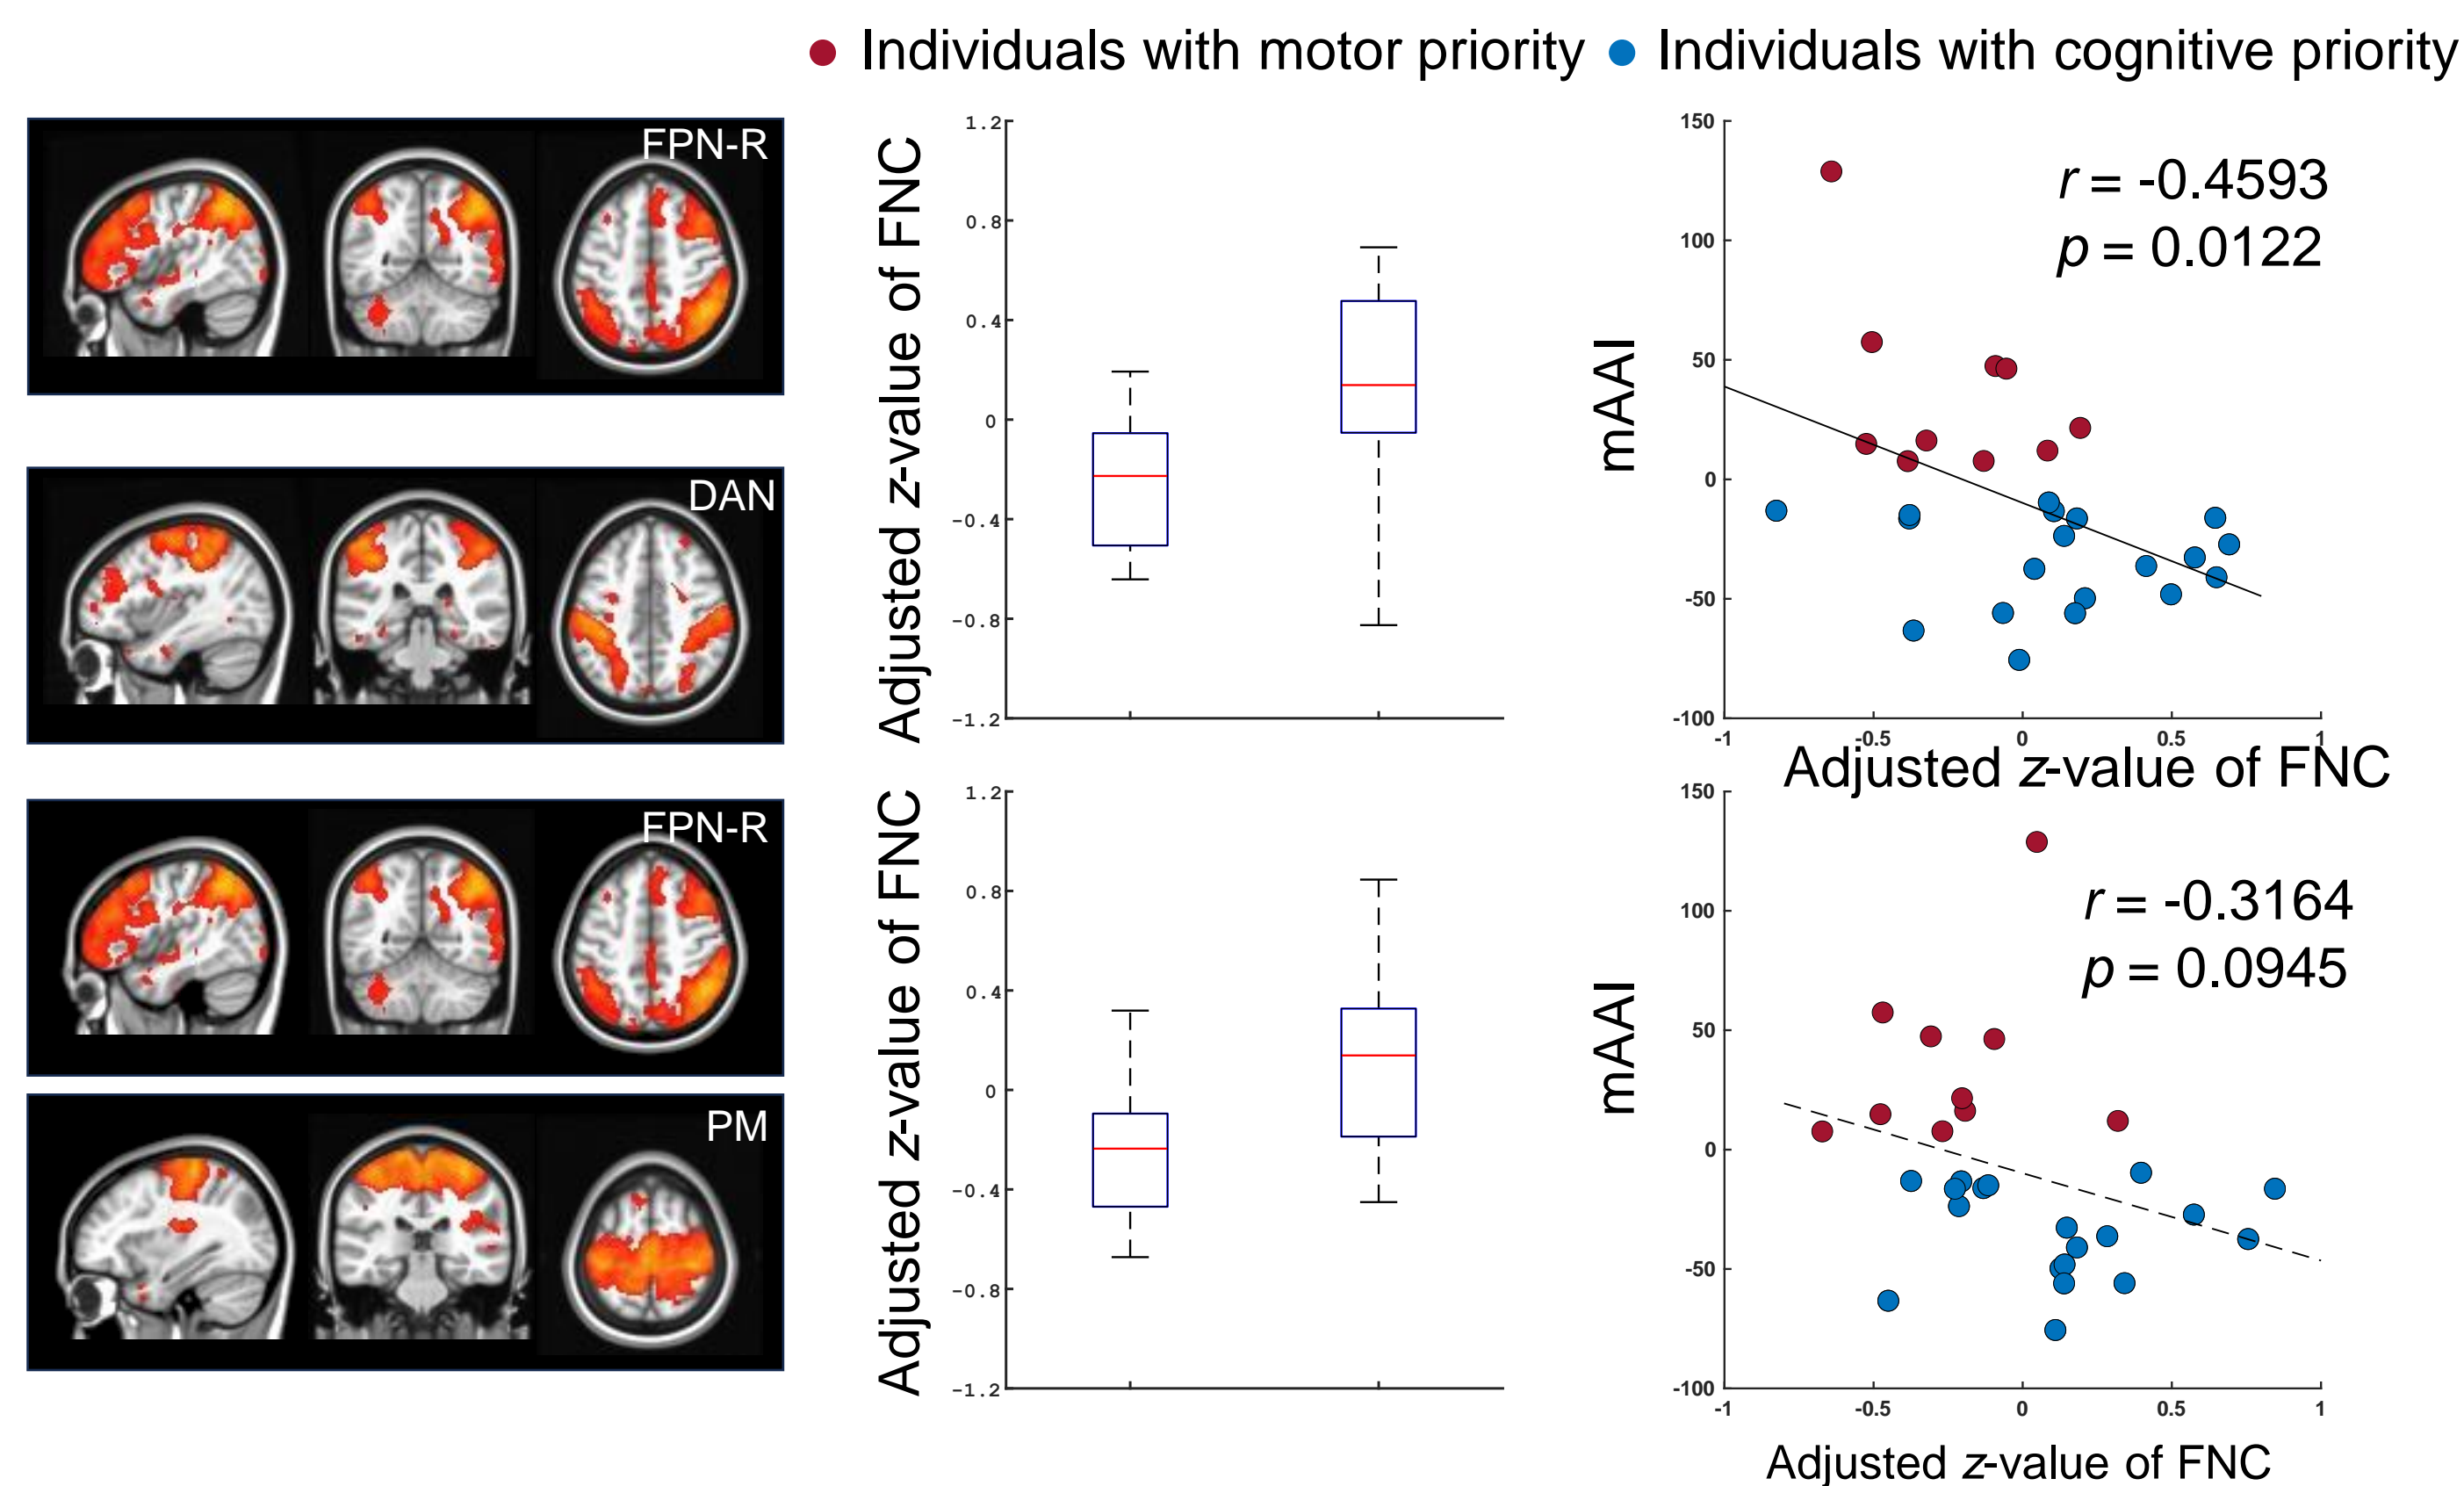 Individuals with motor priority
Individuals with cognitive priority
FPN-R
DAN
Adjusted z-value of FNC
1.2
0.8
0.4
0
-0.4
-0.8
-1.2
mAAI
150
100
50
0
-50
-100
r = -0.4593
p = 0.0122
-1
-0.5
0
0.5
1
Adjusted z-value of FNC
FPN-R
PM
Adjusted z-value of FNC
1.2
0.8
0.4
0
-0.4
-0.8
-1.2
mAAI
150
100
50
0
-50
-100
r = -0.3164
p = 0.0945
-1
-0.5
0
0.5
1
Adjusted z-value of FNC